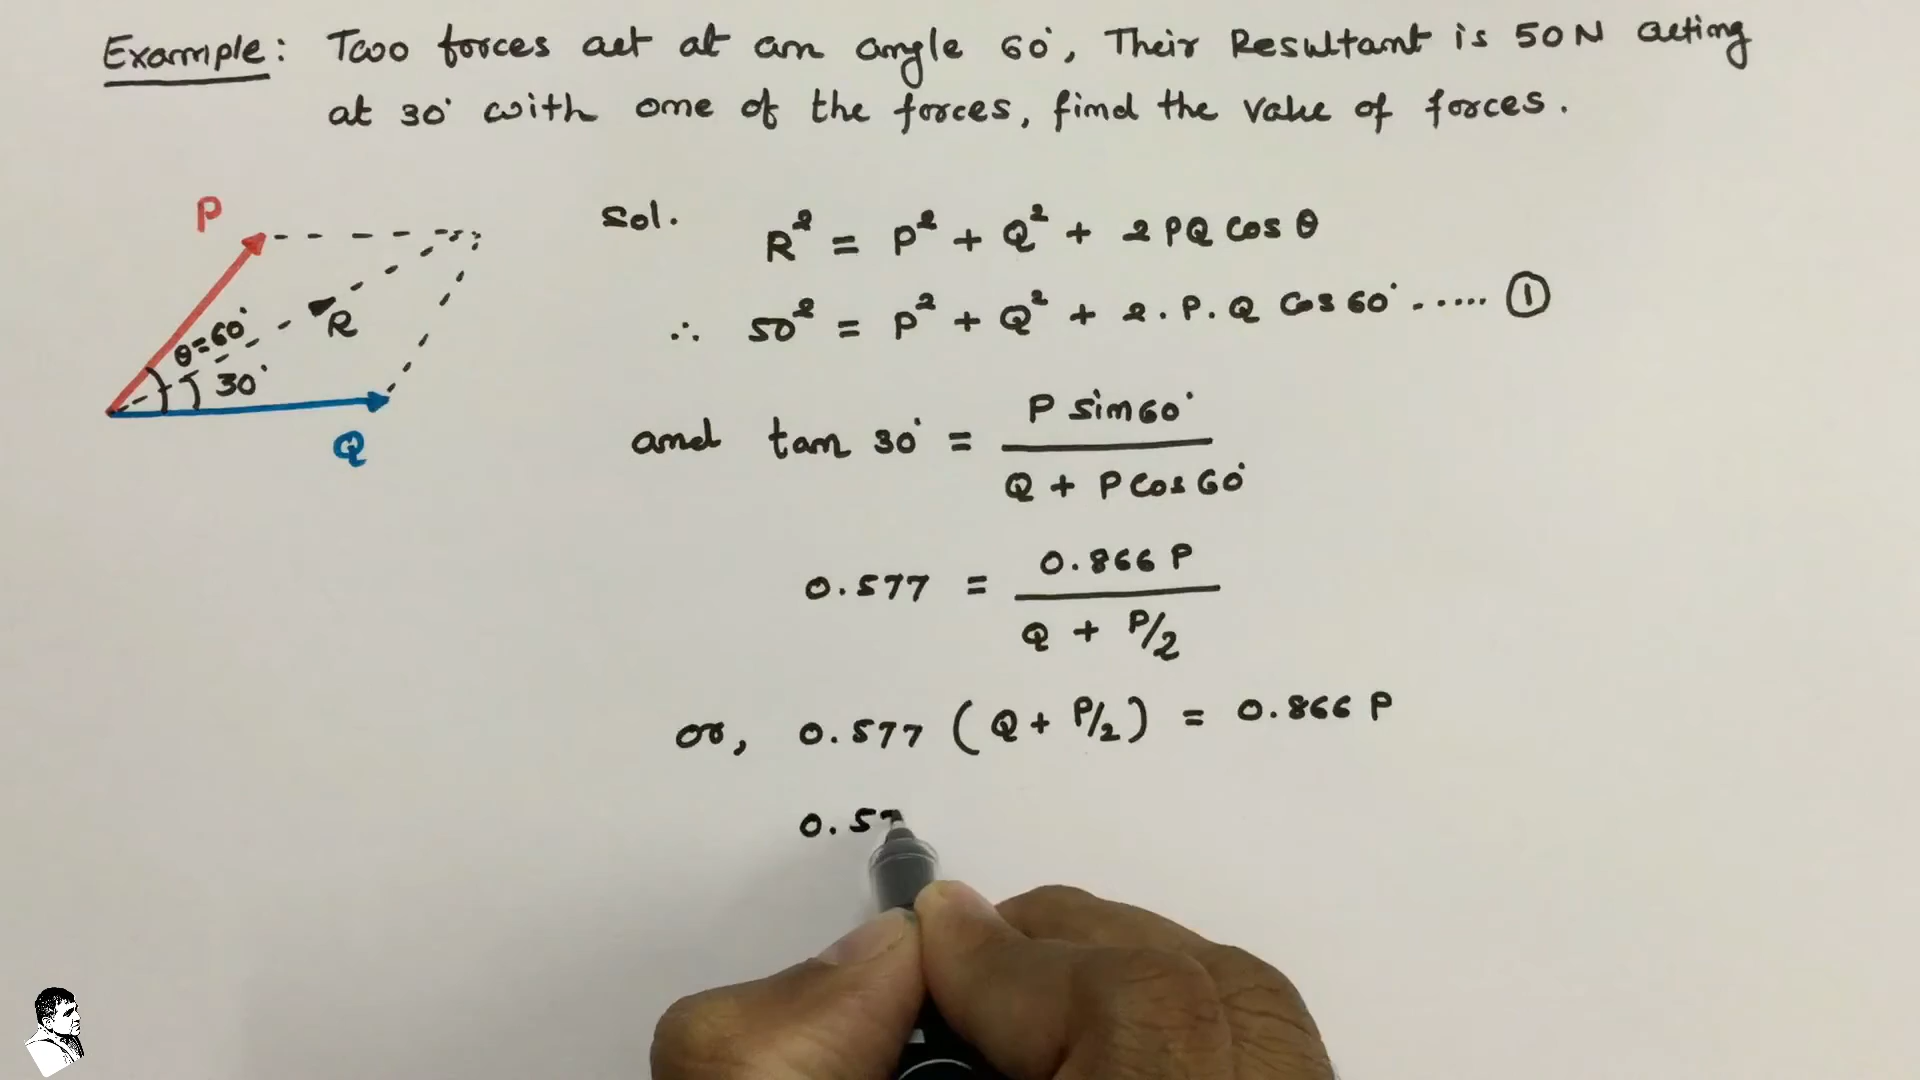 Example: Two forces act at an angle 60°, Their Resultant is 50N acting
at 30° with one of the forces, find the value of forces.
P
θ=60°
R
30°
Q
Sol.
R² = P² + Q² + 2PQ Cos θ
∴ 50² = P² + Q² + 2.P.Q Cos 60° ..... ①
and tan 30° = P sin60° / Q + P Cos 60°
0.577 = 0.866 P / Q + P/2
or, 0.577 (Q + P/2) = 0.866 P
0.57